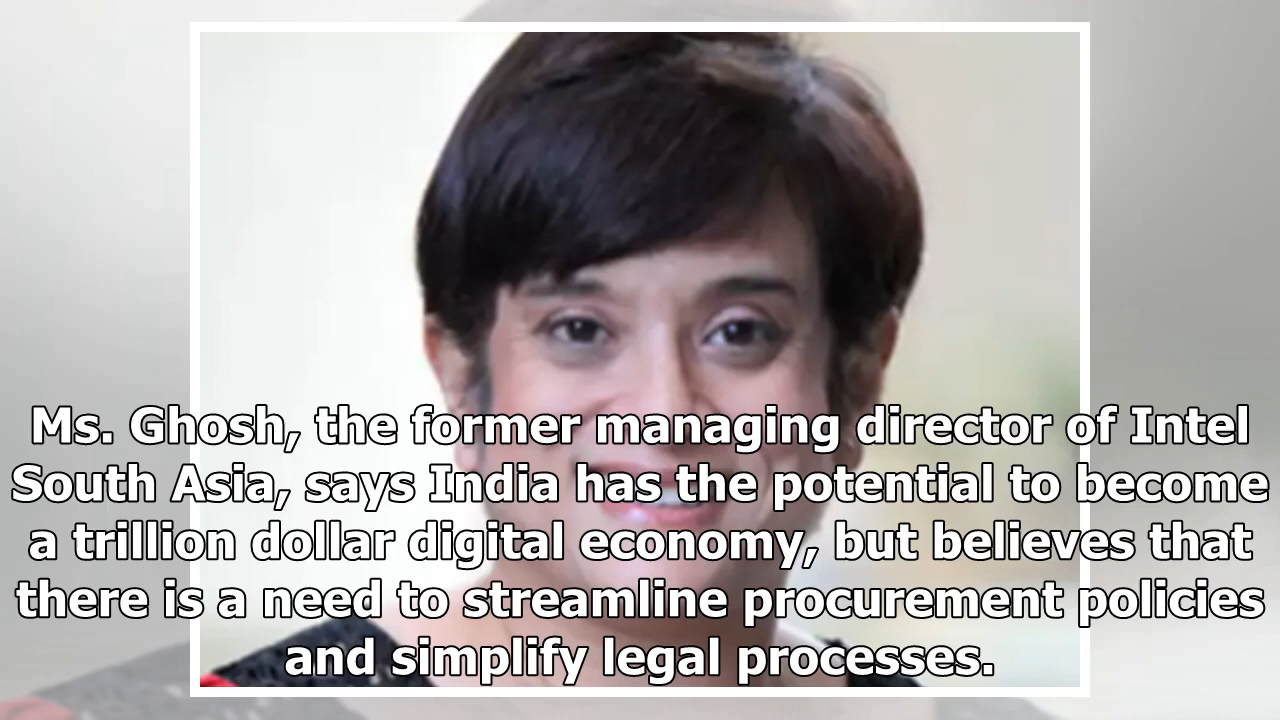 Ms. Ghosh, the former managing director of Intel
South Asia, says India has the potential to become
a trillion dollar digital economy, but believes that
there is a need to streamline procurement policies
and simplify legal processes.